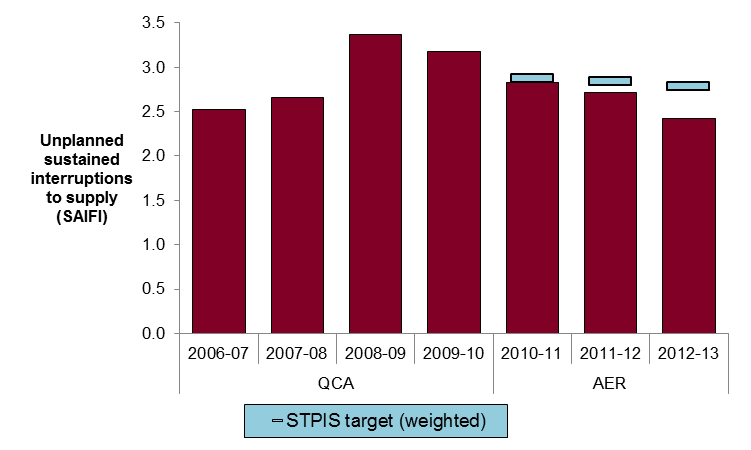 3.5
3.0
2.5
2.0
1.5
1.0
0.5
0.0
Unplanned
sustained
interruptions
to supply
(SAIFI)
2006-07 2007-08 2008-09 2009-10 2010-11 2011-12 2012-13
QCA AER
STPIS target (weighted)